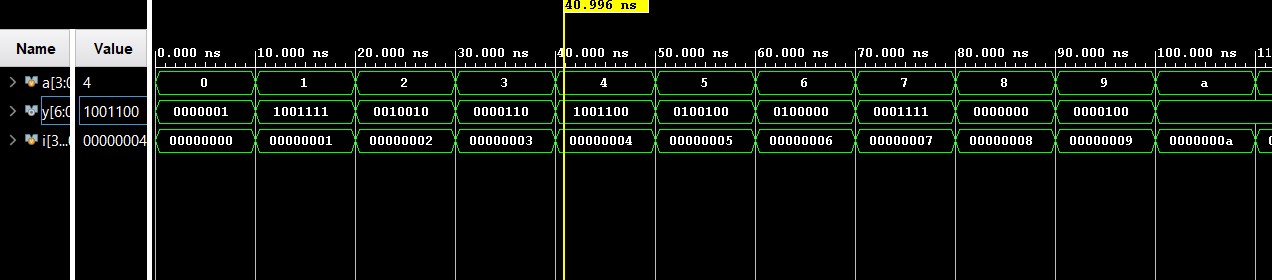 40.996 ns
Name Value 0.000 ns 10.000 ns 20.000 ns 30.000 ns 40.000 ns 50.000 ns 60.000 ns 70.000 ns 80.000 ns 90.000 ns 100.000 ns 11
a[3:0 4 0 1 2 3 4 5 6 7 8 9 a
y[6:0 1001100 0000001 1001111 0010010 0000110 1001100 0100100 0100000 0001111 0000000 0000100
i[3... 00000004 00000000 00000001 00000002 00000003 00000004 00000005 00000006 00000007 00000008 00000009 0000000a